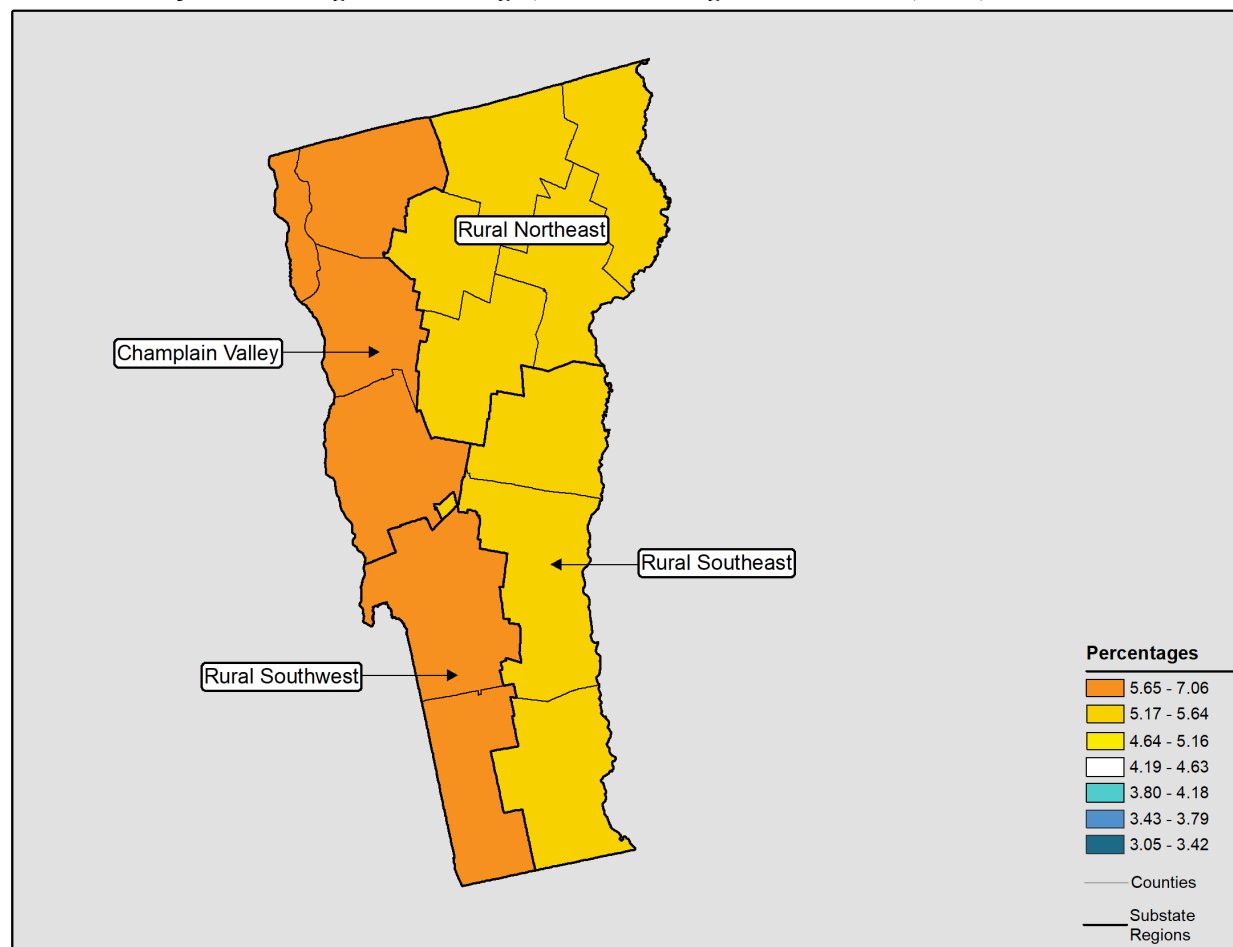 Rural Northeast
Champlain Valley
Rural Southeast
Rural Southwest
Percentages
5.65 - 7.06
5.17 - 5.64
4.64 - 5.16
4.19 - 4.63
3.80 - 4.18
3.43 - 3.79
3.05 - 3.42
Counties
Substate
Regions